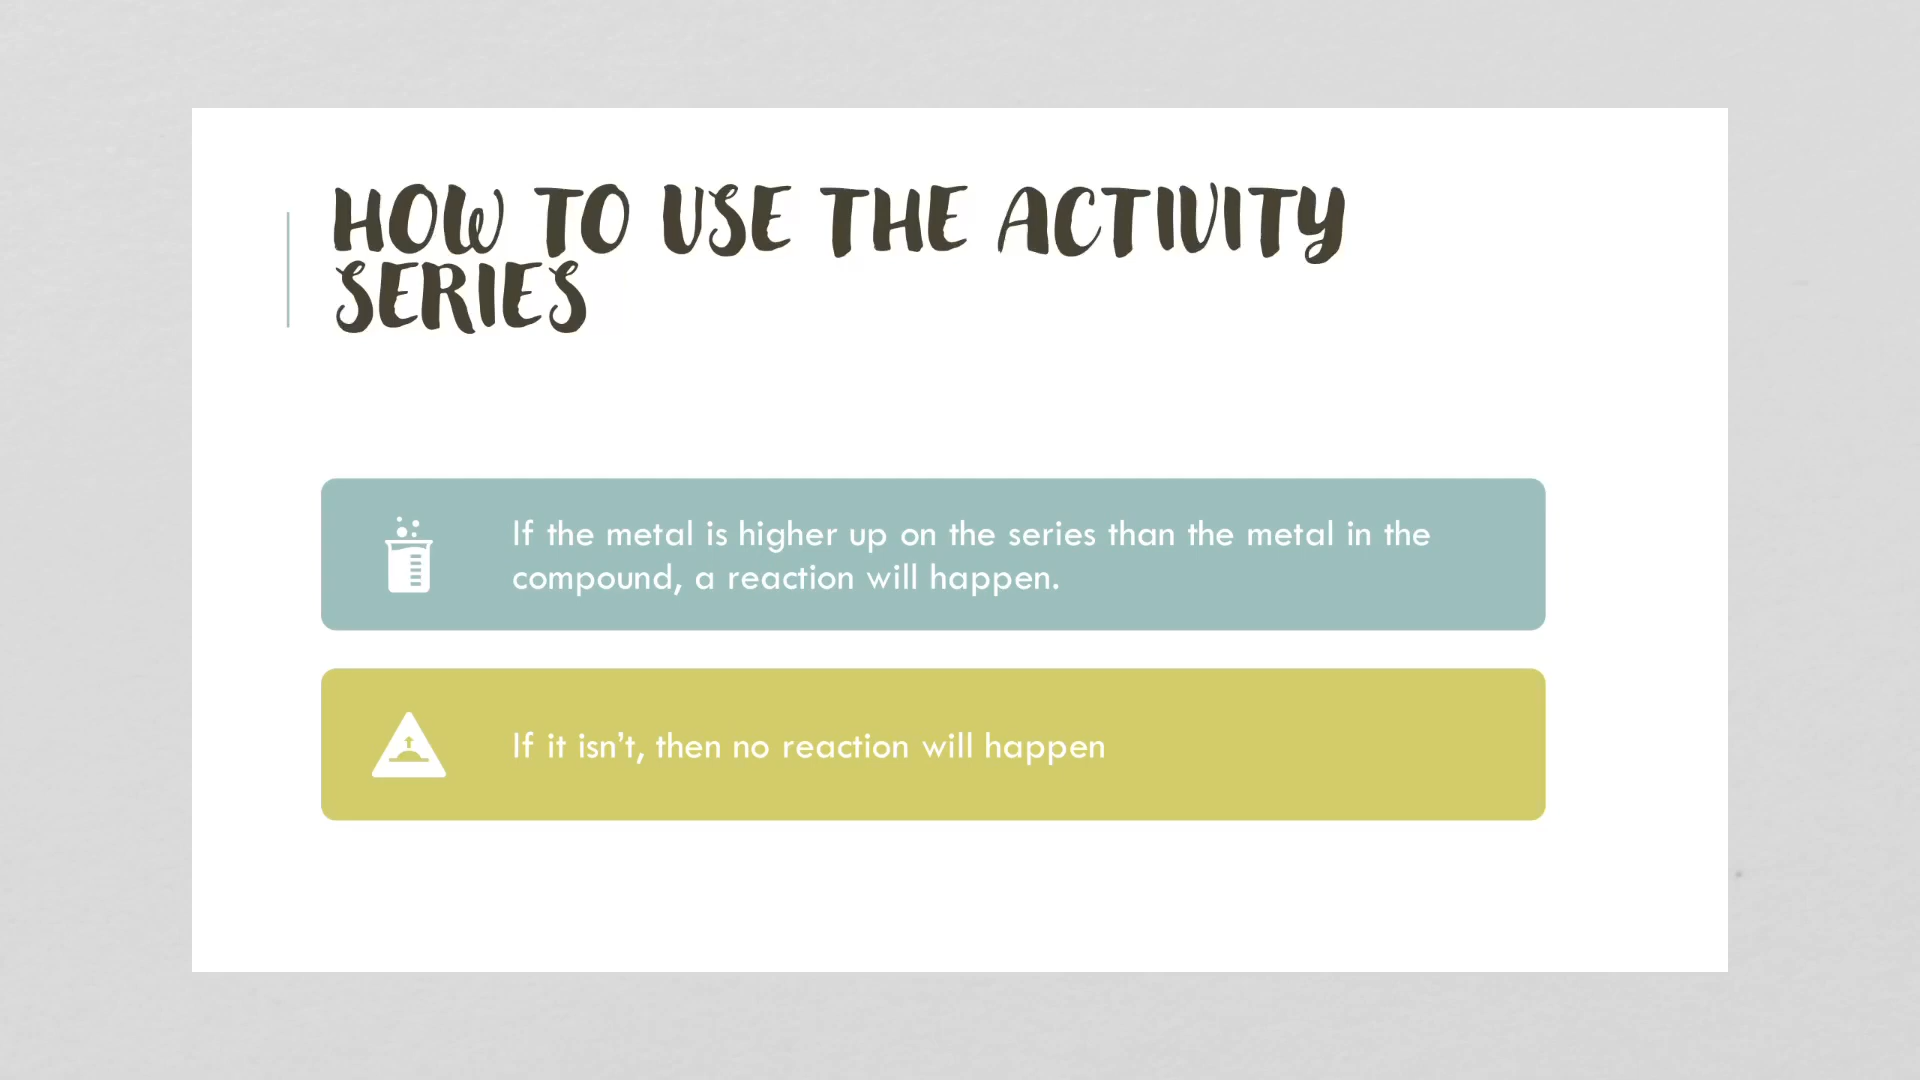 HOW TO USE THE ACTIVITY
SERIES
If the metal is higher up on the series than the metal in the
compound, a reaction will happen.
If it isn’t, then no reaction will happen